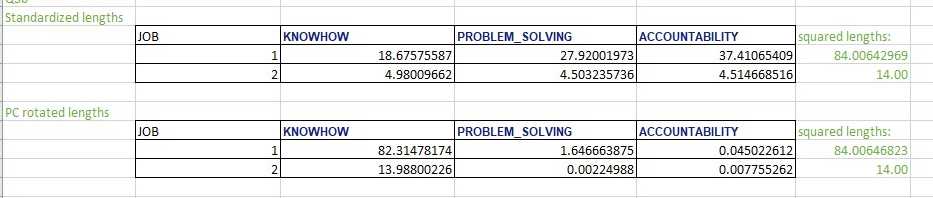 Standardized lengths
JOB KNOWHOW PROBLEM_SOLVING ACCOUNTABILITY squared lengths:
1 18.67575587 27.92001973 37.41065409 84.00642969
2 4.98009662 4.503235736 4.514668516 14.00
PC rotated lengths
JOB KNOWHOW PROBLEM_SOLVING ACCOUNTABILITY squared lengths:
1 82.31478174 1.646663875 0.045022612 84.00646823
2 13.98800226 0.00224988 0.007755262 14.00